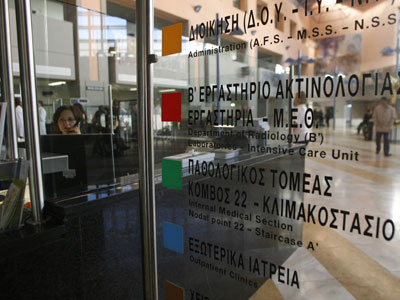 ΔΙΟΙΚΗΣΗ (Δ.Ο.Υ.
Administration (A.F.S. – M.S.S. – N.S.S
Β΄ ΕΡΓΑΣΤΗΡΙΟ ΑΚΤΙΝΟΛΟΓΙΑΣ
ΕΡΓΑΣΤΗΡΙΑ - Μ.Ε.Θ.
Department of Radiology (B')
Laboratories - Intensive Care Unit
ΠΑΘΟΛΟΓΙΚΟΣ ΤΟΜΕΑΣ
ΚΟΜΒΟΣ 22 - ΚΛΙΜΑΚΟΣΤΑΣΙΟ
Internal Medical Section
Nodal point 22 - Staircase A'
ΕΞΩΤΕΡΙΚΑ ΙΑΤΡΕΙΑ
Outpatient Clinics